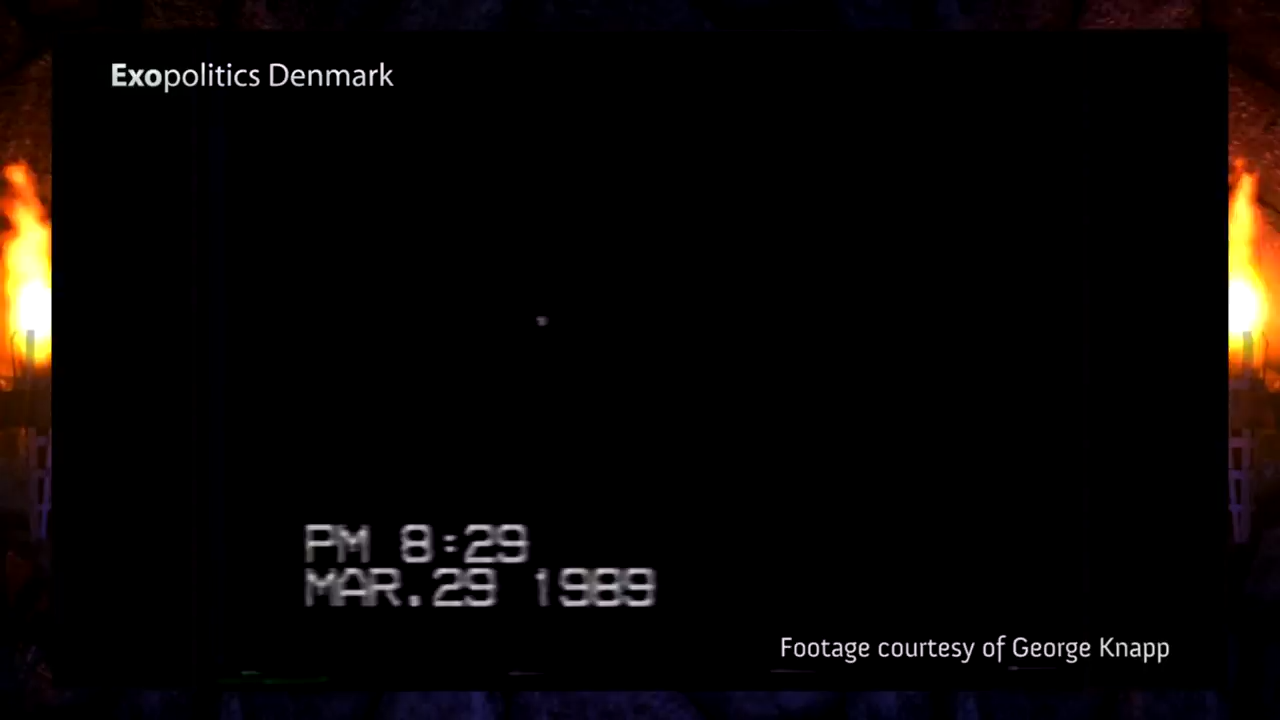 Exopolitics Denmark
PM 8:29
MAR.29 1989
Footage courtesy of George Knapp